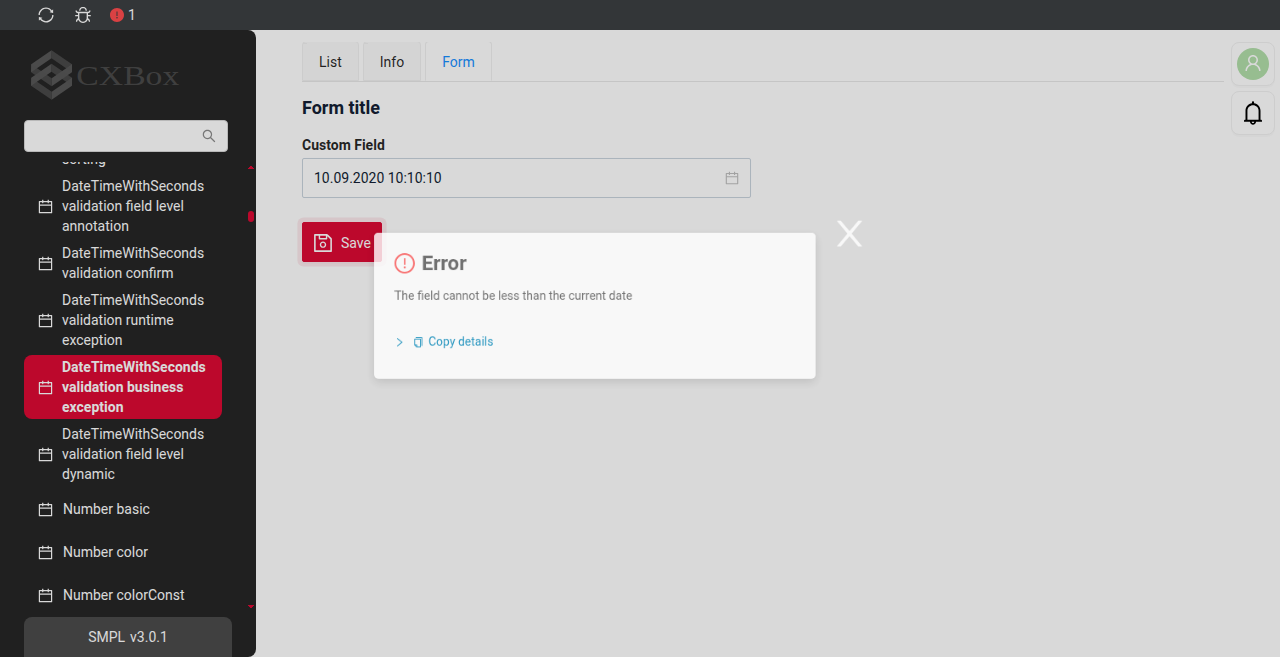 1
CXBox
List
Info
Form
Form title
Custom Field
10.09.2020 10:10:10
Save
Error
The field cannot be less than the current date
Copy details
sorting
DateTimeWithSeconds
validation field level
annotation
DateTimeWithSeconds
validation confirm
DateTimeWithSeconds
validation runtime
exception
DateTimeWithSeconds
validation business
exception
DateTimeWithSeconds
validation field level
dynamic
Number basic
Number color
Number colorConst
SMPL v3.0.1